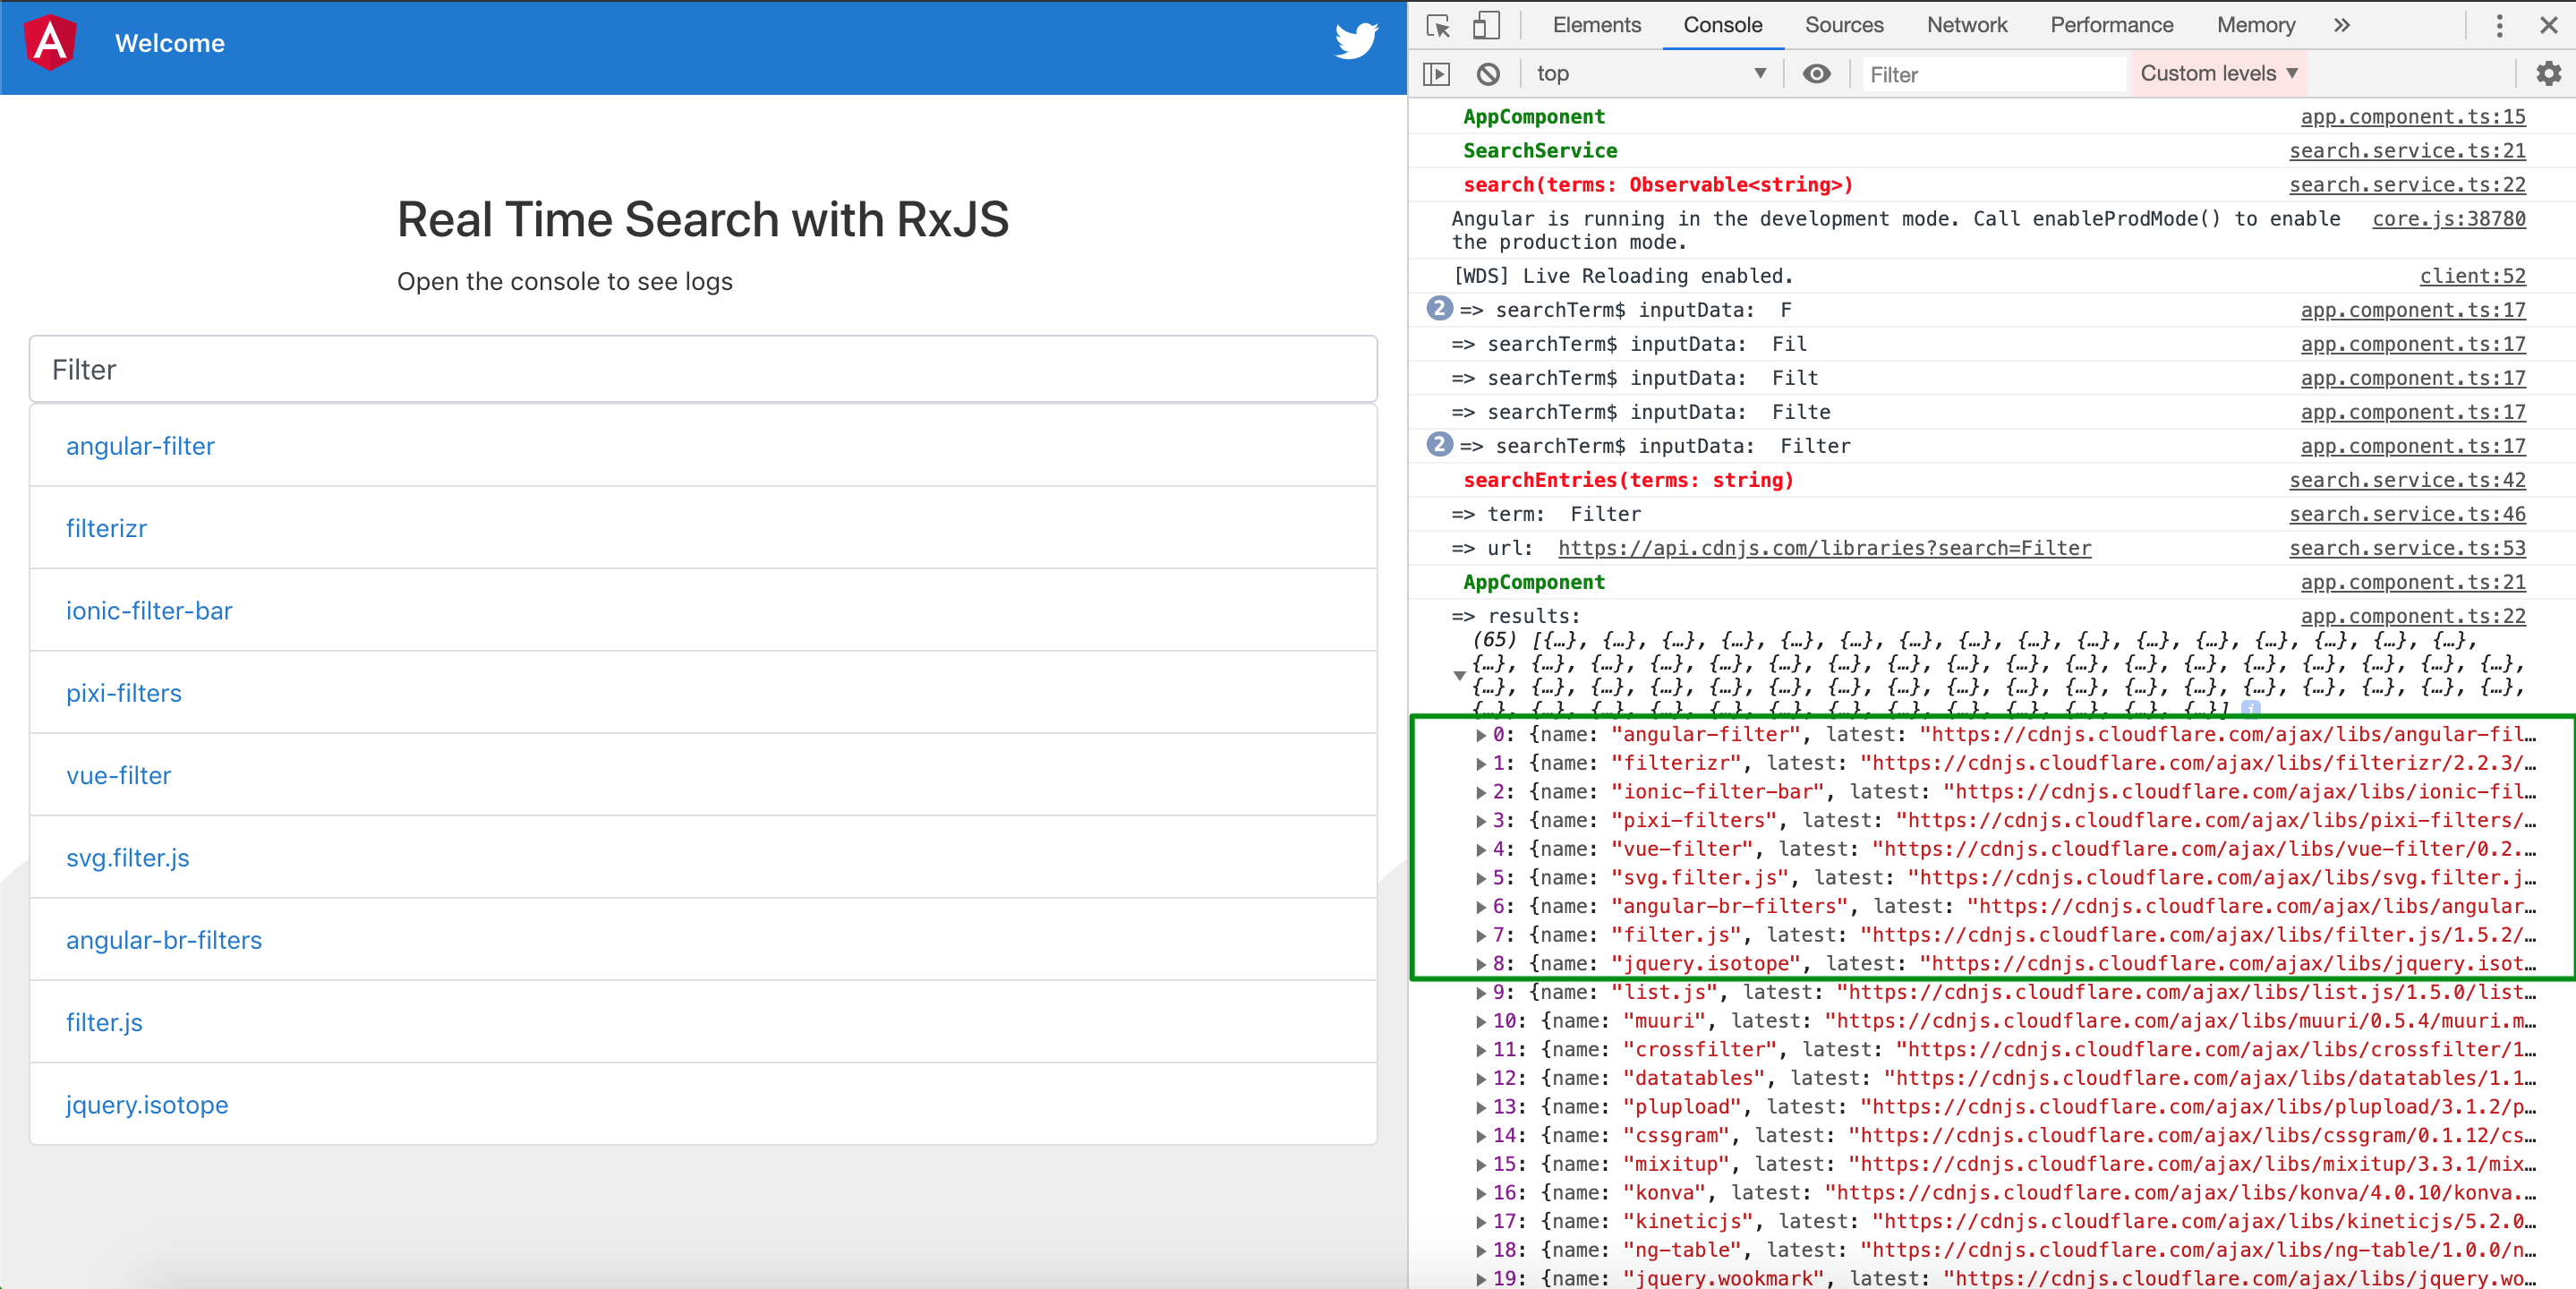 Welcome
Real Time Search with RxJS
Open the console to see logs
Filter
angular-filter
filterizr
ionic-filter-bar
pixi-filters
vue-filter
svg.filter.js
angular-br-filters
filter.js
jquery.isotope
Elements Console Sources Network Performance Memory »
top ▼ Filter Custom levels ▼
AppComponent app.component.ts:15
SearchService search.service.ts:21
search(terms: Observable<string>) search.service.ts:22
Angular is running in the development mode. Call enableProdMode() to enable core.js:38780
the production mode.
[WDS] Live Reloading enabled. client:52
2 => searchTerm$ inputData: F app.component.ts:17
=> searchTerm$ inputData: Fil app.component.ts:17
=> searchTerm$ inputData: Filt app.component.ts:17
=> searchTerm$ inputData: Filte app.component.ts:17
2 => searchTerm$ inputData: Filter app.component.ts:17
searchEntries(terms: string) search.service.ts:42
=> term: Filter search.service.ts:46
=> url: https://api.cdnjs.com/libraries?search=Filter search.service.ts:53
AppComponent app.component.ts:21
=> results: app.component.ts:22
(65) [{…}, {…}, {…}, {…}, {…}, {…}, {…}, {…}, {…}, {…}, {…}, {…}, {…}, {…}, {…}, {…},
{…}, {…}, {…}, {…}, {…}, {…}, {…}, {…}, {…}, {…}, {…}, {…}, {…}, {…}, {…}, {…}, {…}, {…},
{…}, {…}, {…}, {…}, {…}, {…}, {…}, {…}, {…}, {…}, {…}, {…}, {…}, {…}, {…}, {…}, {…}, {…},
{…}, {…}, {…}, {…}, {…}, {…}, {…}, {…}, {…}, {…}, {…}, {…}, {…}] i
0: {name: "angular-filter", latest: "https://cdnjs.cloudflare.com/ajax/libs/angular-fil…
1: {name: "filterizr", latest: "https://cdnjs.cloudflare.com/ajax/libs/filterizr/2.2.3/…
2: {name: "ionic-filter-bar", latest: "https://cdnjs.cloudflare.com/ajax/libs/ionic-fil…
3: {name: "pixi-filters", latest: "https://cdnjs.cloudflare.com/ajax/libs/pixi-filters/…
4: {name: "vue-filter", latest: "https://cdnjs.cloudflare.com/ajax/libs/vue-filter/0.2.…
5: {name: "svg.filter.js", latest: "https://cdnjs.cloudflare.com/ajax/libs/svg.filter.j…
6: {name: "angular-br-filters", latest: "https://cdnjs.cloudflare.com/ajax/libs/angular…
7: {name: "filter.js", latest: "https://cdnjs.cloudflare.com/ajax/libs/filter.js/1.5.2/…
8: {name: "jquery.isotope", latest: "https://cdnjs.cloudflare.com/ajax/libs/jquery.isot…
9: {name: "list.js", latest: "https://cdnjs.cloudflare.com/ajax/libs/list.js/1.5.0/list…
10: {name: "muuri", latest: "https://cdnjs.cloudflare.com/ajax/libs/muuri/0.5.4/muuri.m…
11: {name: "crossfilter", latest: "https://cdnjs.cloudflare.com/ajax/libs/crossfilter/1…
12: {name: "datatables", latest: "https://cdnjs.cloudflare.com/ajax/libs/datatables/1.1…
13: {name: "plupload", latest: "https://cdnjs.cloudflare.com/ajax/libs/plupload/3.1.2/p…
14: {name: "cssgram", latest: "https://cdnjs.cloudflare.com/ajax/libs/cssgram/0.1.12/cs…
15: {name: "mixitup", latest: "https://cdnjs.cloudflare.com/ajax/libs/mixitup/3.3.1/mix…
16: {name: "konva", latest: "https://cdnjs.cloudflare.com/ajax/libs/konva/4.0.10/konva.…
17: {name: "kineticjs", latest: "https://cdnjs.cloudflare.com/ajax/libs/kineticjs/5.2.0…
18: {name: "ng-table", latest: "https://cdnjs.cloudflare.com/ajax/libs/ng-table/1.0.0/n…
19: {name: "jquery.wookmark", latest: "https://cdnjs.cloudflare.com/ajax/libs/jquery.wo…